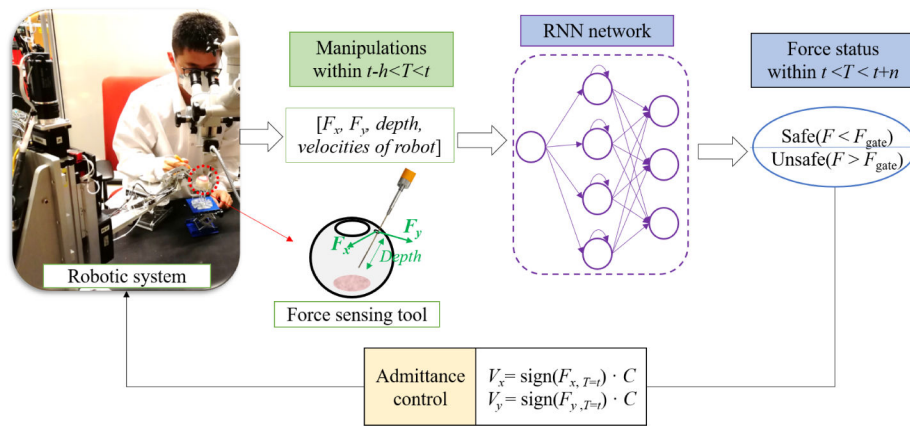 RNN network
Manipulations
within t-h<T<t
Force status
within t <T< t+n
[Fx, Fy, depth,
velocities of robot]
Safe(F < Fgate)
Unsafe(F > Fgate)
Fx
Fy
Depth
Robotic system
Force sensing tool
Admittance
control
Vx= sign(Fx, T=t) · C
Vy= sign(Fy ,T=t) · C